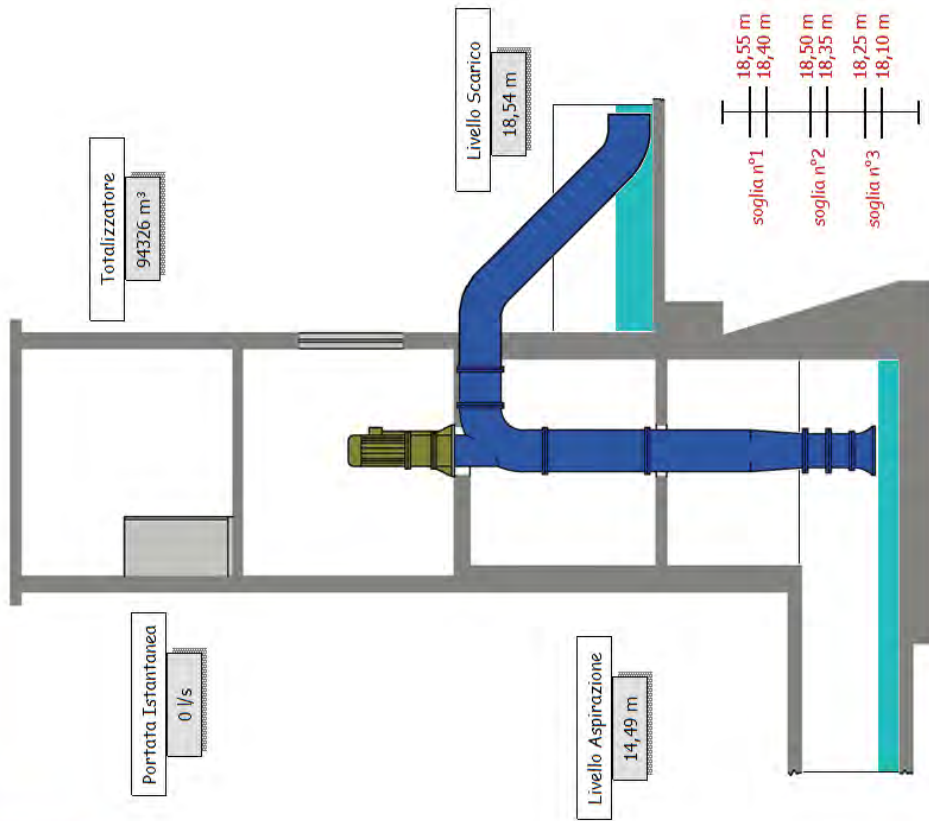 Totalizzatore
94326 m³
Portata Istantanea
0 l/s
Livello Scarico
18,54 m
Livello Aspirazione
14,49 m
soglia n°1
18,55 m
18,40 m
soglia n°2
18,50 m
18,35 m
soglia n°3
18,25 m
18,10 m